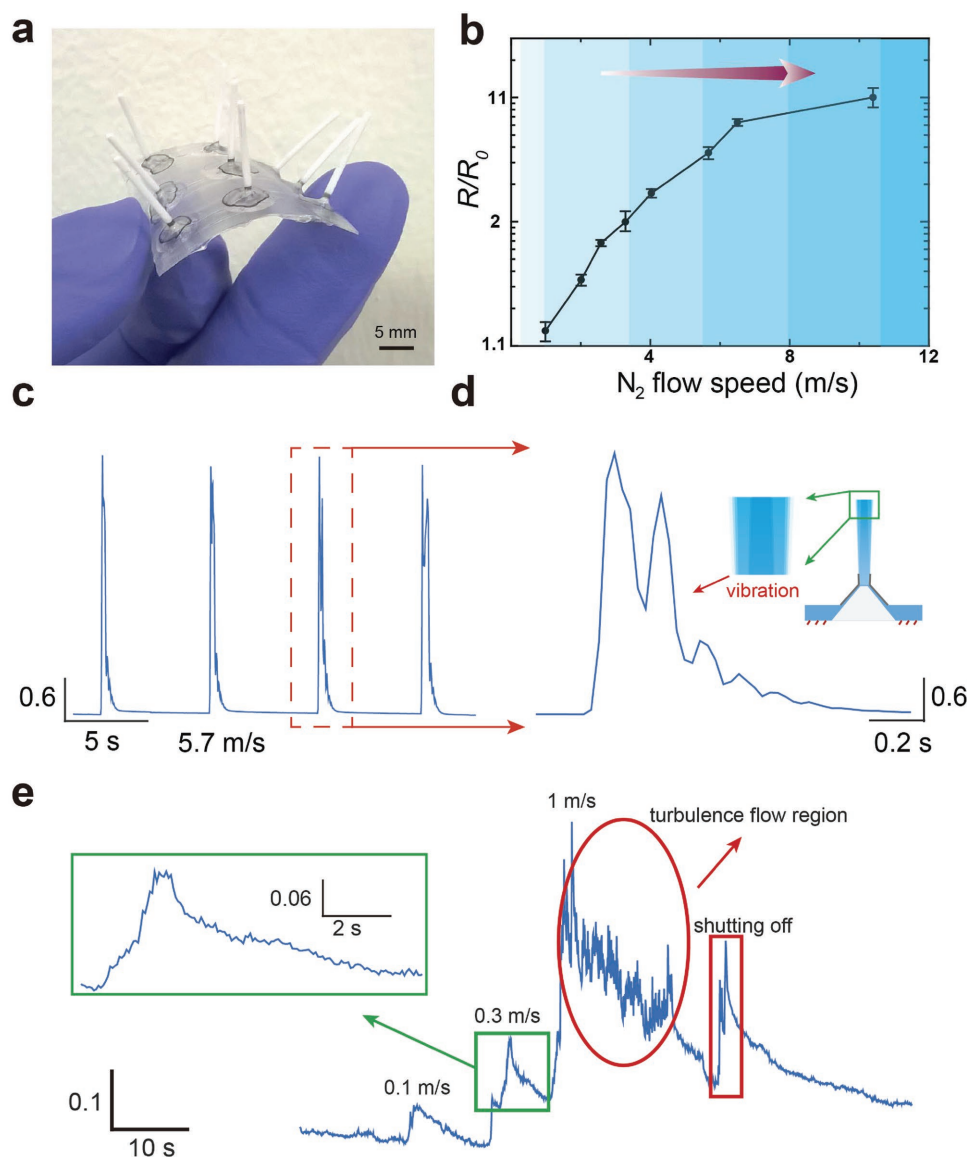 a
5 mm
b
R/R0
11
2
1.1
4
8
12
N2 flow speed (m/s)
c
0.6
5 s
5.7 m/s
d
vibration
0.6
0.2 s
e
1 m/s
turbulence flow region
0.06
2 s
shutting off
0.3 m/s
0.1 m/s
0.1
10 s